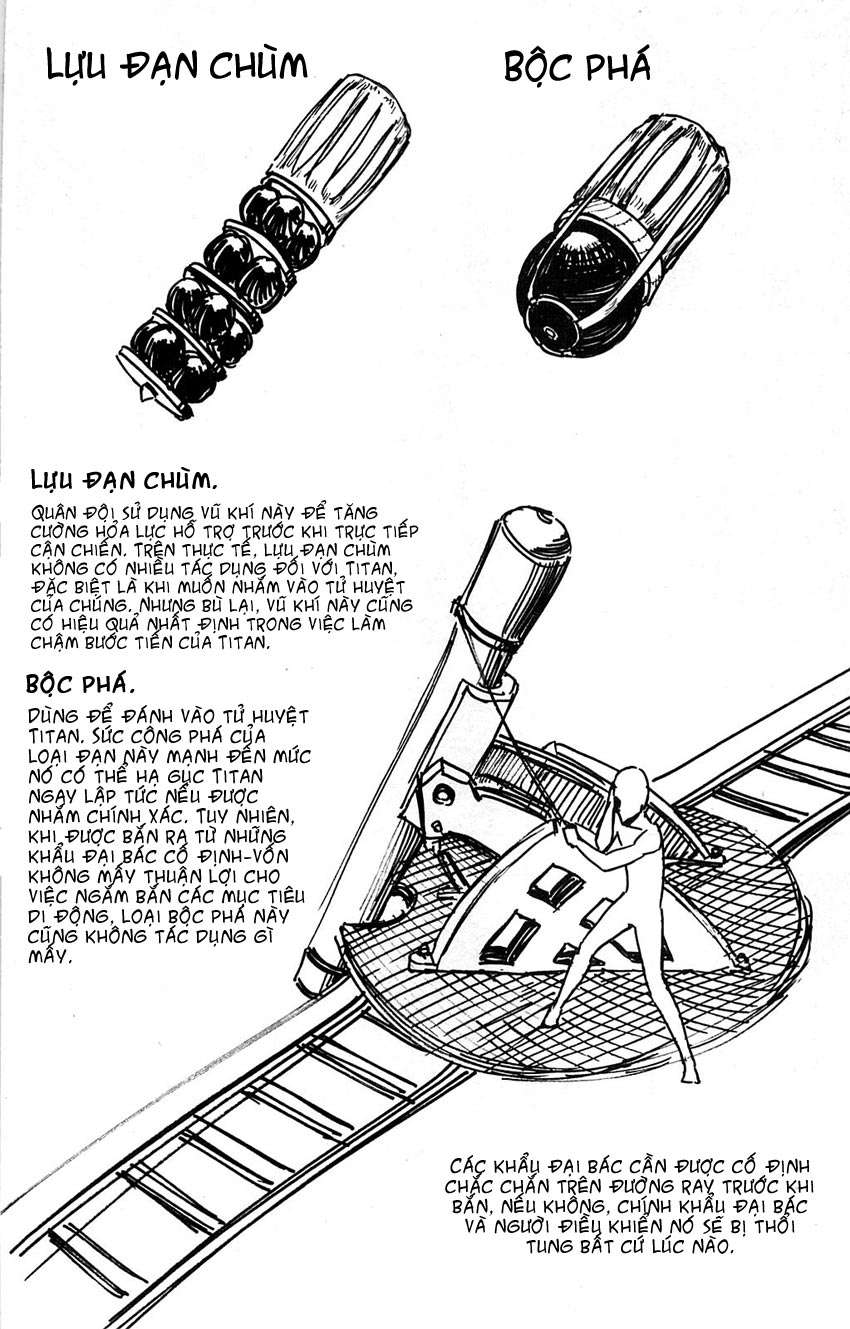 LỰU ĐẠN CHÙM
BỘC PHÁ
LỰU ĐẠN CHÙM.
QUÂN ĐỘI SỬ DỤNG VŨ KHÍ NÀY ĐỂ TĂNG
CƯỜNG HỎA LỰC HỖ TRỢ TRƯỚC KHI TRỰC TIẾP
CẬN CHIẾN. TRÊN THỰC TẾ, LỰU ĐẠN CHÙM
KHÔNG CÓ NHIỀU TÁC DỤNG ĐỐI VỚI TITAN,
ĐẶC BIỆT LÀ KHI MUỐN NHẮM VÀO TỬ HUYỆT
CỦA CHÚNG. NHƯNG BÙ LẠI, VŨ KHÍ NÀY CŨNG
CÓ HIỆU QUẢ NHẤT ĐỊNH TRONG VIỆC LÀM
CHẬM BƯỚC TIẾN CỦA TITAN.
BỘC PHÁ.
DÙNG ĐỂ ĐÁNH VÀO TỬ HUYỆT
TITAN. SỨC CÔNG PHÁ CỦA
LOẠI ĐẠN NÀY MẠNH ĐẾN MỨC
NÓ CÓ THỂ HẠ GỤC TITAN
NGAY LẬP TỨC NẾU ĐƯỢC
NHẮM CHÍNH XÁC. TUY NHIÊN,
KHI ĐƯỢC BẮN RA TỪ NHỮNG
KHẨU ĐẠI BÁC CỐ ĐỊNH-VỐN
KHÔNG MẤY THUẬN LỢI CHO
VIỆC NGẮM BẮN CÁC MỤC TIÊU
DI ĐỘNG, LOẠI BỘC PHÁ NÀY
CŨNG KHÔNG TÁC DỤNG GÌ
MẤY.
CÁC KHẨU ĐẠI BÁC CẦN ĐƯỢC CỐ ĐỊNH
CHẮC CHẮN TRÊN ĐƯỜNG RAY TRƯỚC KHI
BẮN, NẾU KHÔNG, CHÍNH KHẨU ĐẠI BÁC
VÀ NGƯỜI ĐIỀU KHIỂN NÓ SẼ BỊ THỔI
TUNG BẤT CỨ LÚC NÀO.